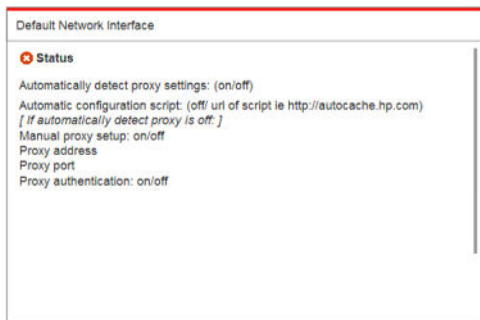 Default Network Interface
Status
Automatically detect proxy settings: (on/off)
Automatic configuration script: (off/ url of script ie http://autocache.hp.com)
[ If automatically detect proxy is off: ]
Manual proxy setup: on/off
Proxy address
Proxy port
Proxy authentication: on/off